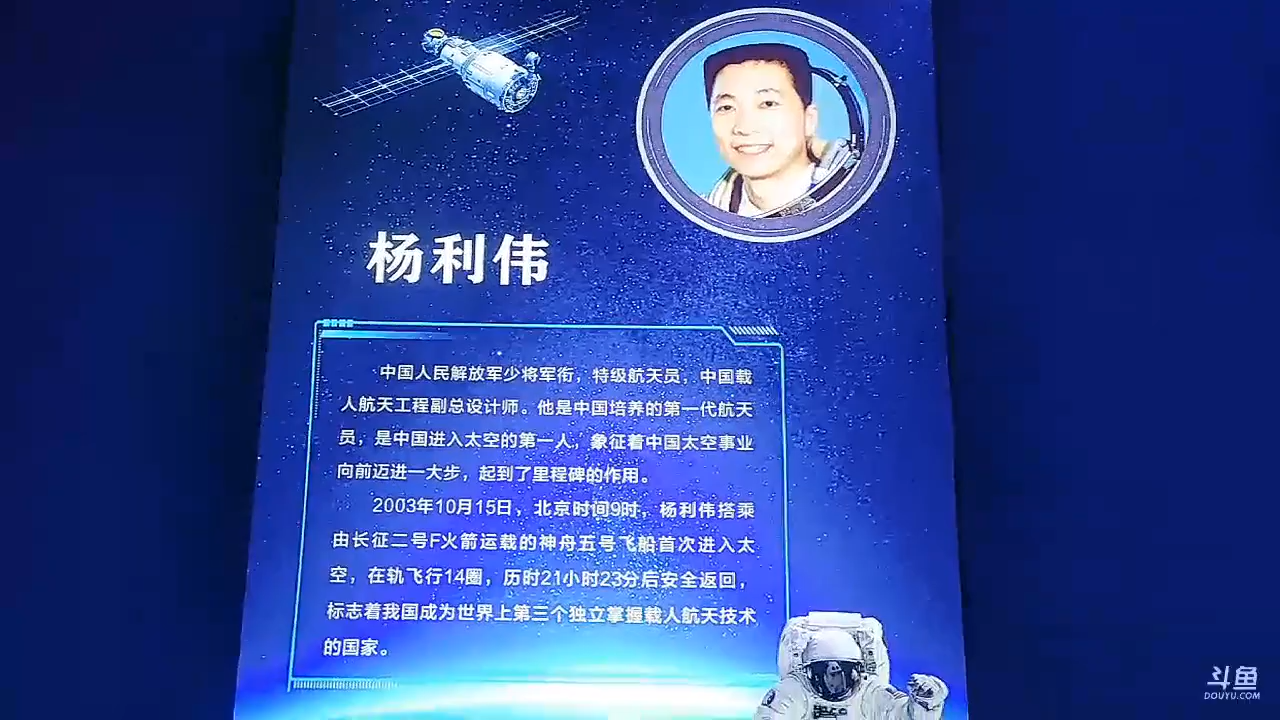 杨利伟
中国人民解放军少将军衔，特级航天员，中国载
人航天工程副总设计师。他是中国培养的第一代航天
员，是中国进入太空的第一人，象征着中国太空事业
向前迈进一大步，起到了里程碑的作用。
2003年10月15日，北京时间9时，杨利伟搭乘
由长征二号F火箭运载的神舟五号飞船首次进入太
空，在轨飞行14圈，历时21小时23分后安全返回，
标志着我国成为世界上第三个独立掌握载人航天技术
的国家。
斗鱼
DOUYU.COM